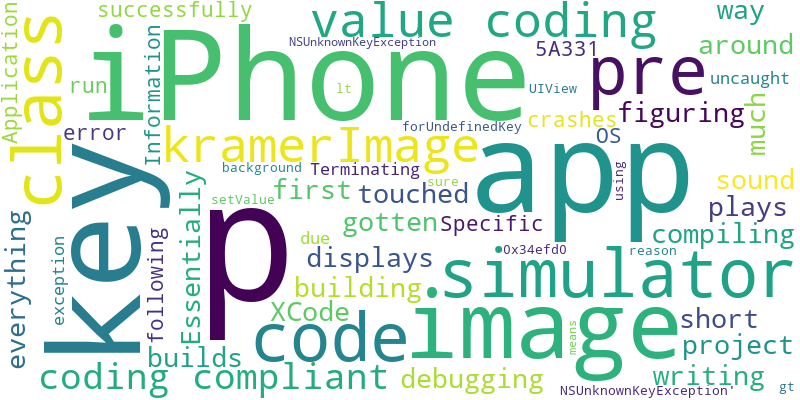 successfully
value coding
way
Application
class
iPhone
NSUnknownKeyException
5A331
around
run
Information
lt
pre
UIView
uncaught
error
key
kramerImage
forUndefinedKey
crashes
figuring
OS
much
background
Terminating
app
using
sound
Essentially
setValue
first
sure
touched
p
plays
gotten
Specific
everything
exception
following
due
displays
0x34efd0
reason
compiling
simulator
building
XCode
code
image
means
short
builds
project
coding compliant
debugging
writing
NSUnknownKeyException'
gt